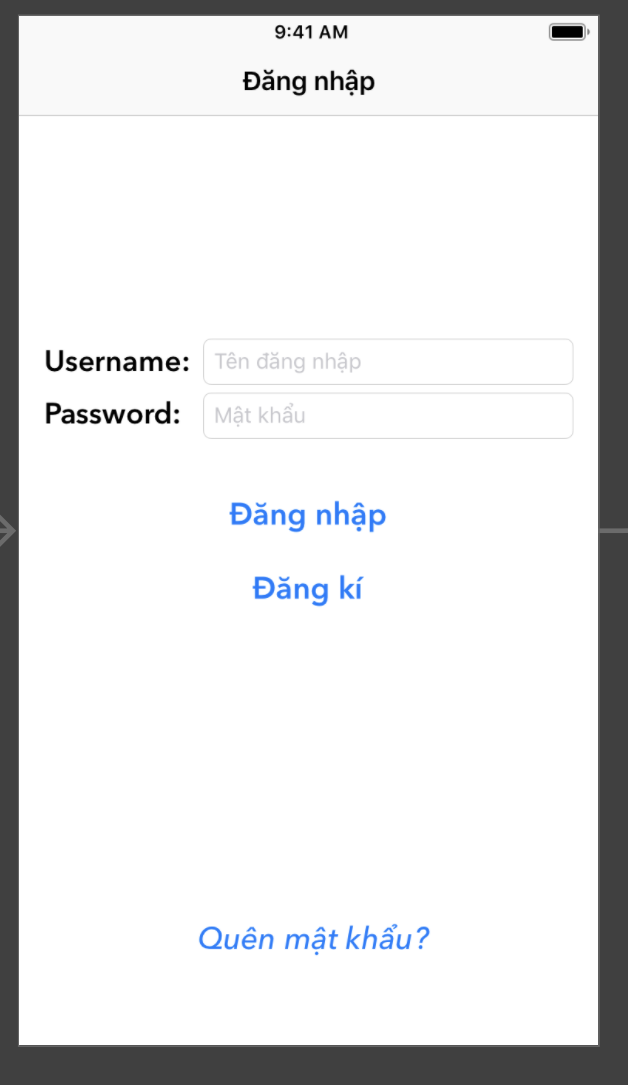 9:41 AM
Đăng nhập
Username: Tên đăng nhập
Password: Mật khẩu
Đăng nhập
Đăng kí
Quên mật khẩu?